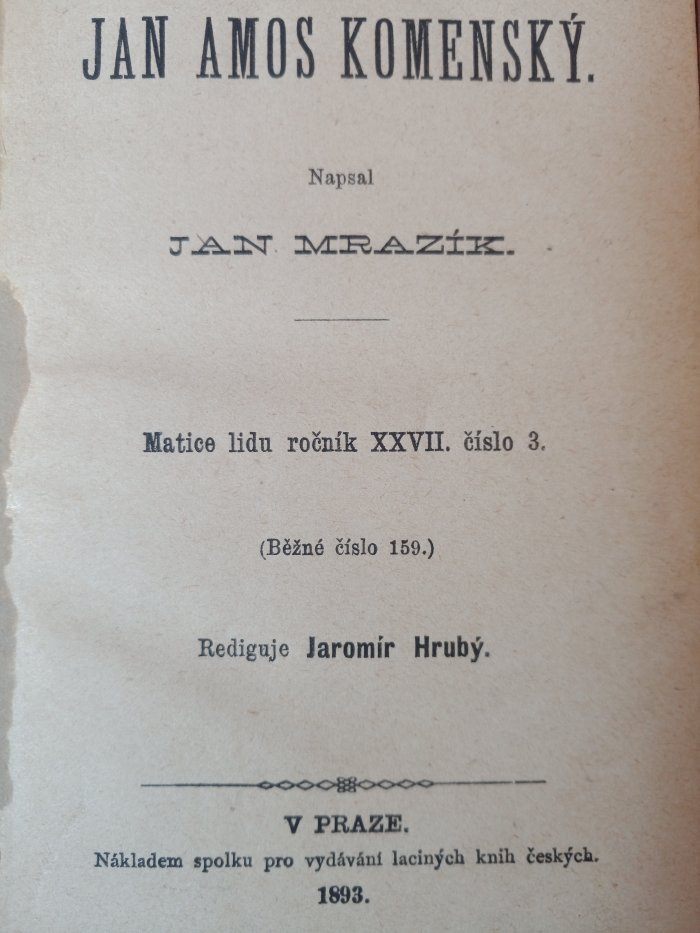 JAN AMOS KOMENSKÝ.
Napsal
JAN MRAZÍK.
Matice lidu ročník XXVII. číslo 3.
(Běžné číslo 159.)
Rediguje Jaromír Hrubý.
V PRAZE.
Nákladem spolku pro vydávání laciných knih českých.
1893.